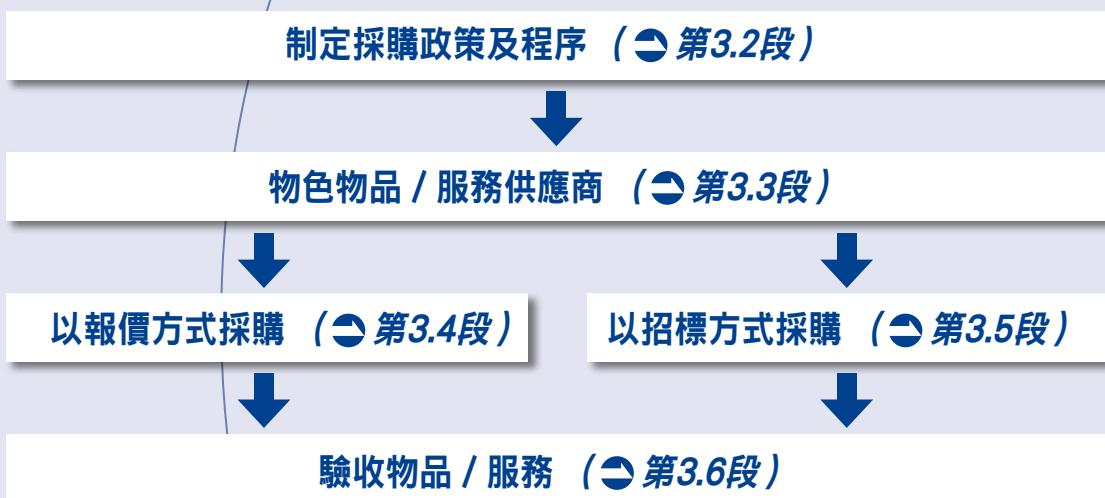 制定採購政策及程序 ( 第3.2段 )
物色物品 / 服務供應商 ( 第3.3段 )
以報價方式採購 ( 第3.4段 )
以招標方式採購 ( 第3.5段 )
驗收物品 / 服務 ( 第3.6段 )